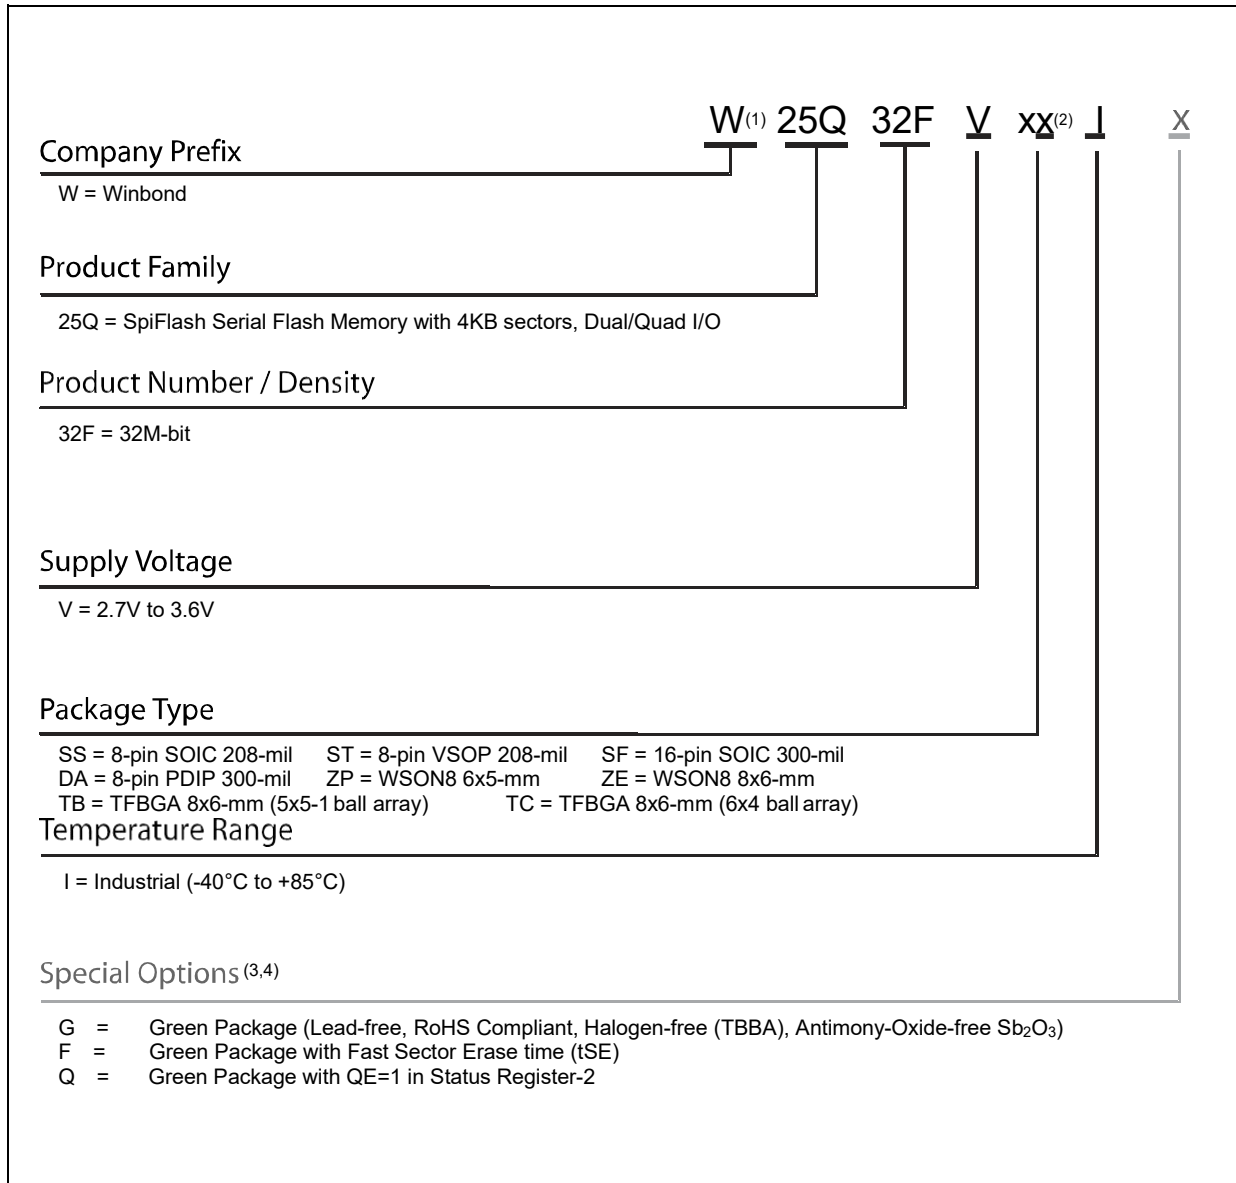 W(1) 25Q 32F V xx(2) I x
Company Prefix
W = Winbond
Product Family
25Q = SpiFlash Serial Flash Memory with 4KB sectors, Dual/Quad I/O
Product Number / Density
32F = 32M-bit
Supply Voltage
V = 2.7V to 3.6V
Package Type
SS = 8-pin SOIC 208-mil ST = 8-pin VSOP 208-mil SF = 16-pin SOIC 300-mil
DA = 8-pin PDIP 300-mil ZP = WSON8 6x5-mm ZE = WSON8 8x6-mm
TB = TFBGA 8x6-mm (5x5-1 ball array) TC = TFBGA 8x6-mm (6x4 ball array)
Temperature Range
I = Industrial (-40°C to +85°C)
Special Options (3,4)
G = Green Package (Lead-free, RoHS Compliant, Halogen-free (TBBA), Antimony-Oxide-free Sb₂O₃)
F = Green Package with Fast Sector Erase time (tSE)
Q = Green Package with QE=1 in Status Register-2